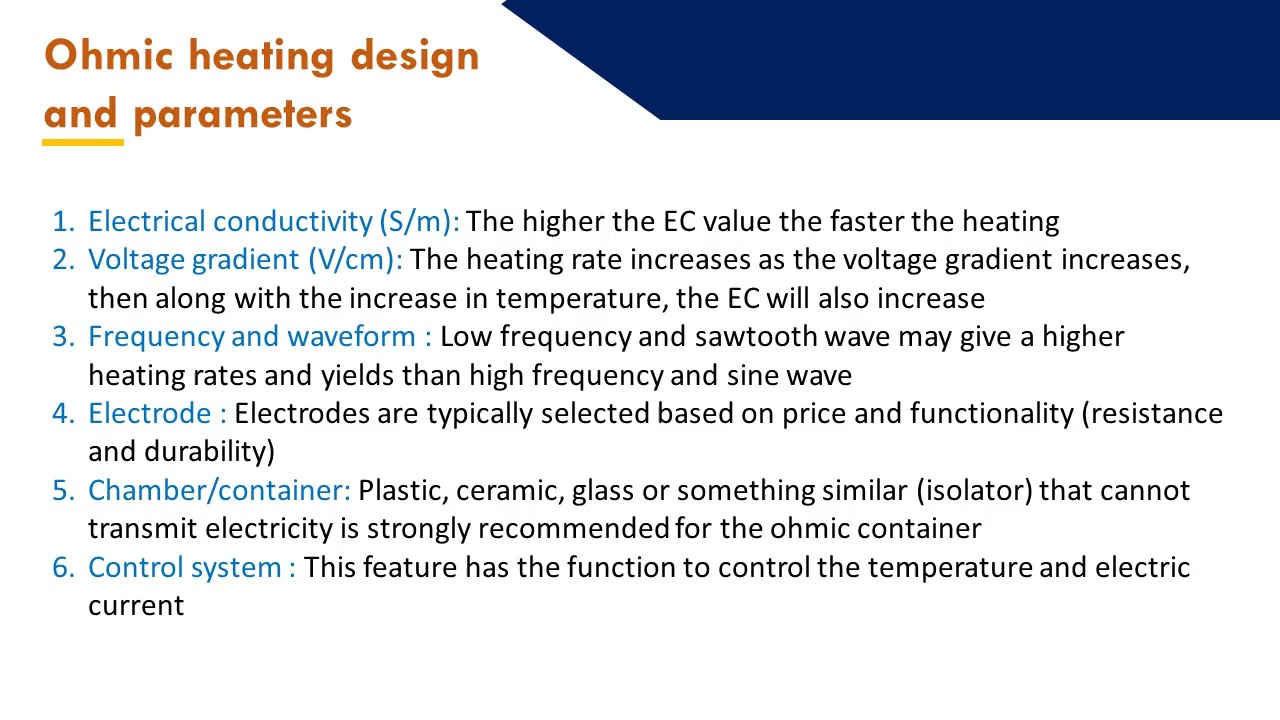 Ohmic heating design
and parameters
1. Electrical conductivity (S/m): The higher the EC value the faster the heating
2. Voltage gradient (V/cm): The heating rate increases as the voltage gradient increases,
then along with the increase in temperature, the EC will also increase
3. Frequency and waveform : Low frequency and sawtooth wave may give a higher
heating rates and yields than high frequency and sine wave
4. Electrode : Electrodes are typically selected based on price and functionality (resistance
and durability)
5. Chamber/container: Plastic, ceramic, glass or something similar (isolator) that cannot
transmit electricity is strongly recommended for the ohmic container
6. Control system : This feature has the function to control the temperature and electric
current